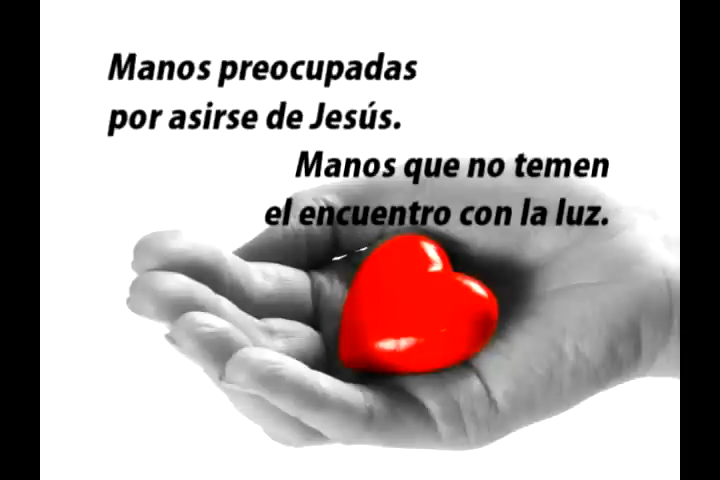 Manos preocupadas
por asirse de Jesús.
Manos que no temen
el encuentro con la luz.